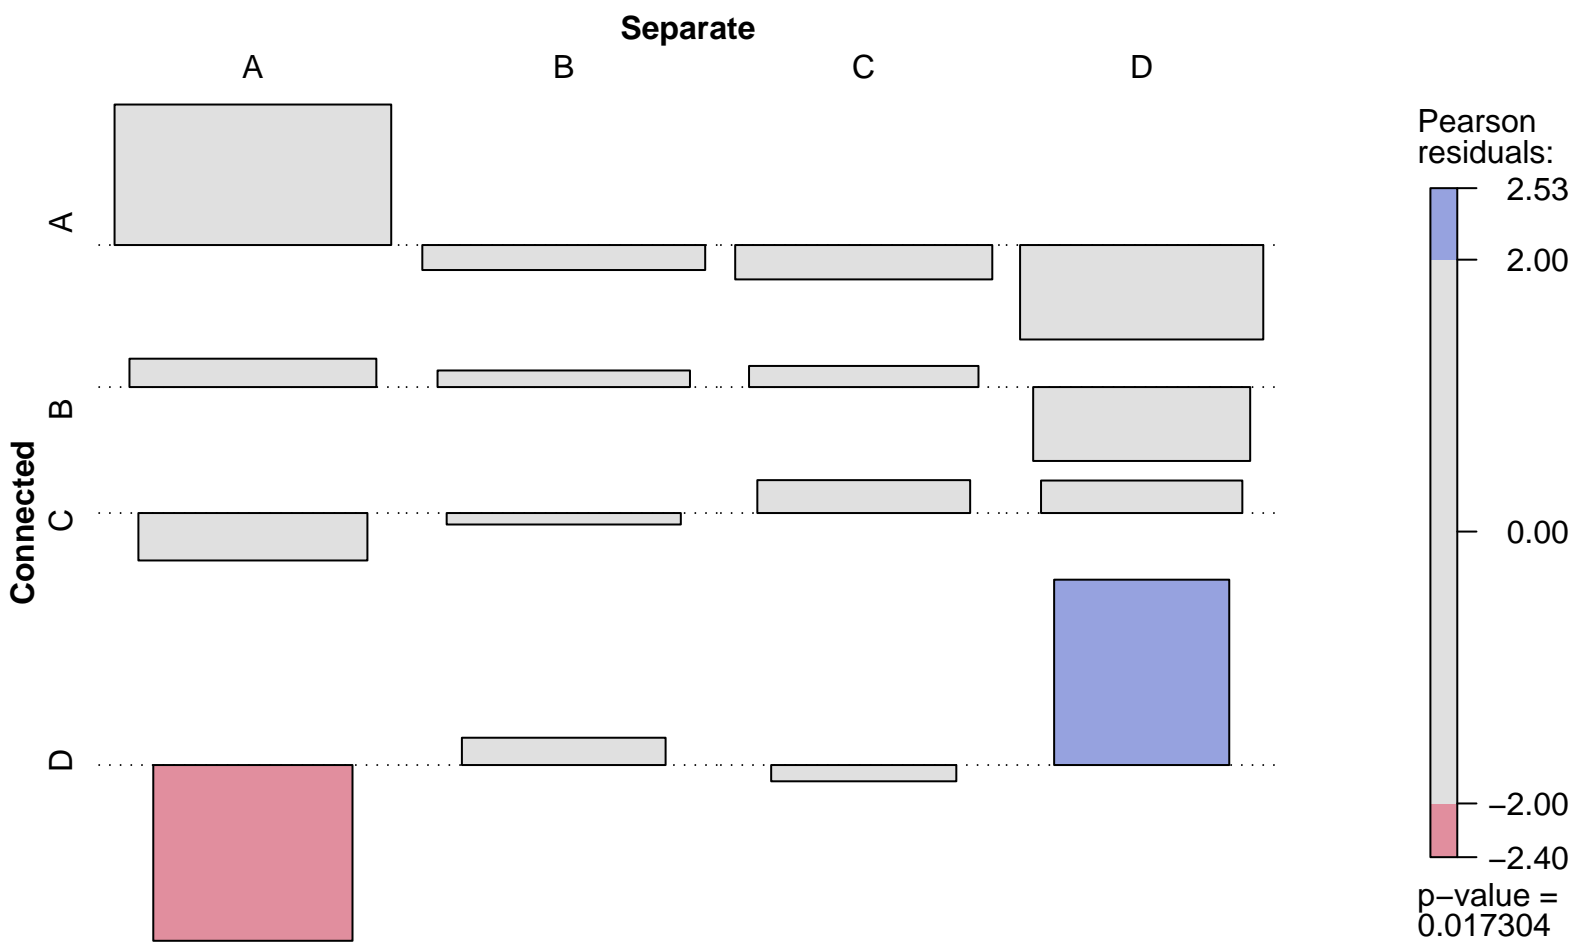 Separate
A B C D
A
B
C
D
Connected
Pearson
residuals:
2.53
2.00
0.00
−2.00
−2.40
p−value =
0.017304